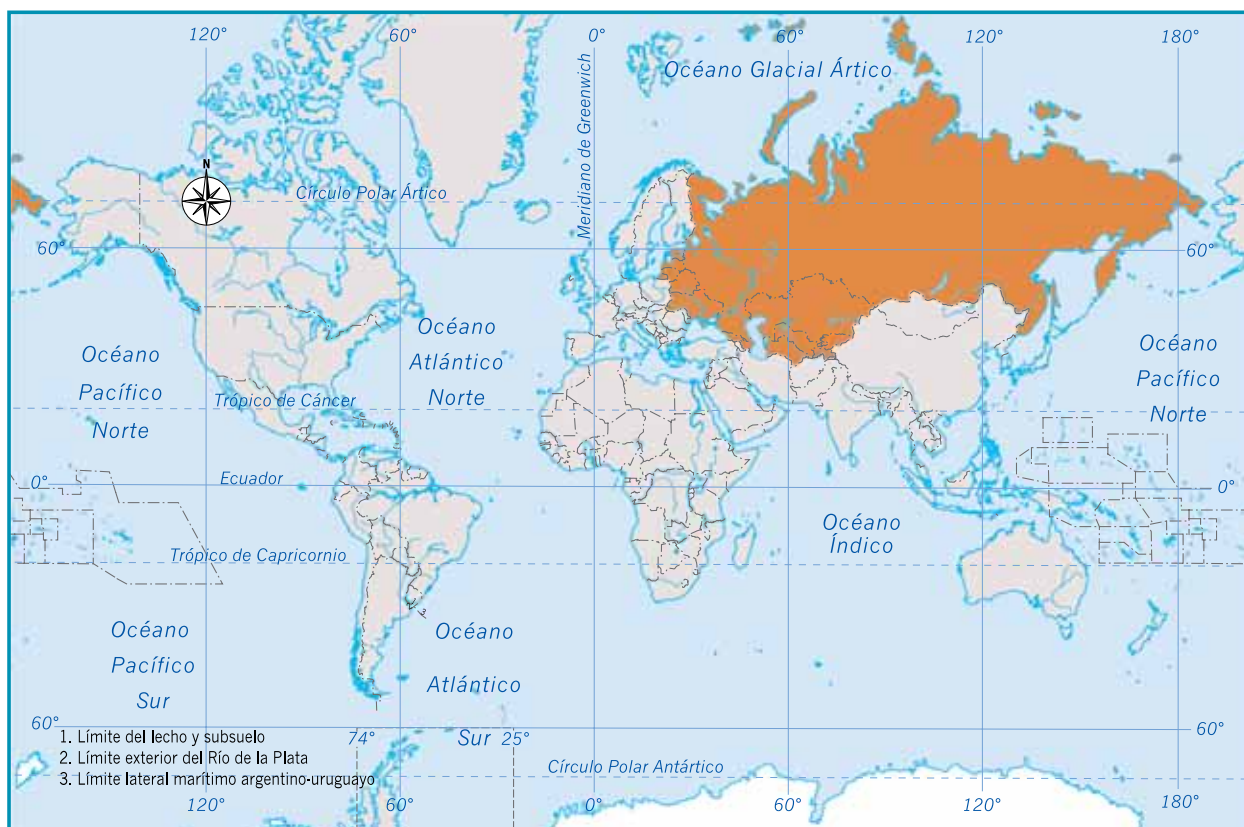 120°
60°
0°
60°
120°
180°
Océano Glacial Ártico
Meridiano de Greenwich
N
Círculo Polar Ártico
60°
60°
Océano
Atlántico
Norte
Océano
Pacífico
Norte
Océano
Pacífico
Norte
Trópico de Cáncer
Ecuador
0°
0°
Océano
Índico
Trópico de Capricornio
3
Océano
Pacífico
Sur
Océano
Atlántico
Sur
60°
60°
1. Límite del lecho y subsuelo
2. Límite exterior del Río de la Plata
3. Límite lateral marítimo argentino-uruguayo
74°
25°
Círculo Polar Antártico
120°
60°
0°
60°
120°
180°